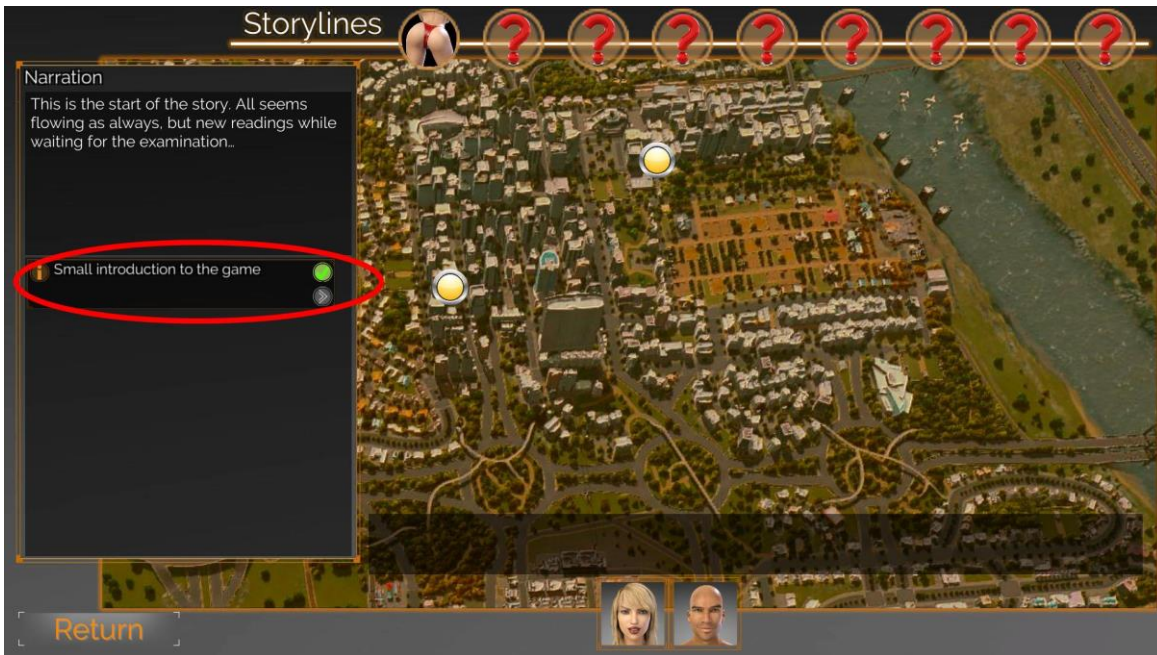 Storylines
? ? ? ? ? ? ? ?
Narration
This is the start of the story. All seems
flowing as always, but new readings while
waiting for the examination...
i Small introduction to the game
Return